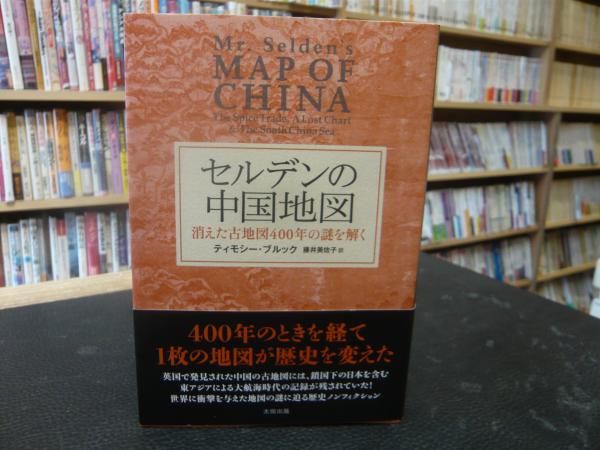 Mr. Selden's
MAP OF
CHINA
The Spice Trade, A Lost Chart
& The South China Sea
セルデンの
中国地図
消えた古地図400年の謎を解く
ティモシー・ブルック 藤井美佐子 訳
400年のときを経て
1枚の地図が歴史を変えた
英国で発見された中国の古地図には、鎖国下の日本を含む
東アジアによる大航海時代の記録が残されていた!
世界に衝撃を与えた地図の謎に迫る歴史ノンフィクション
太田出版